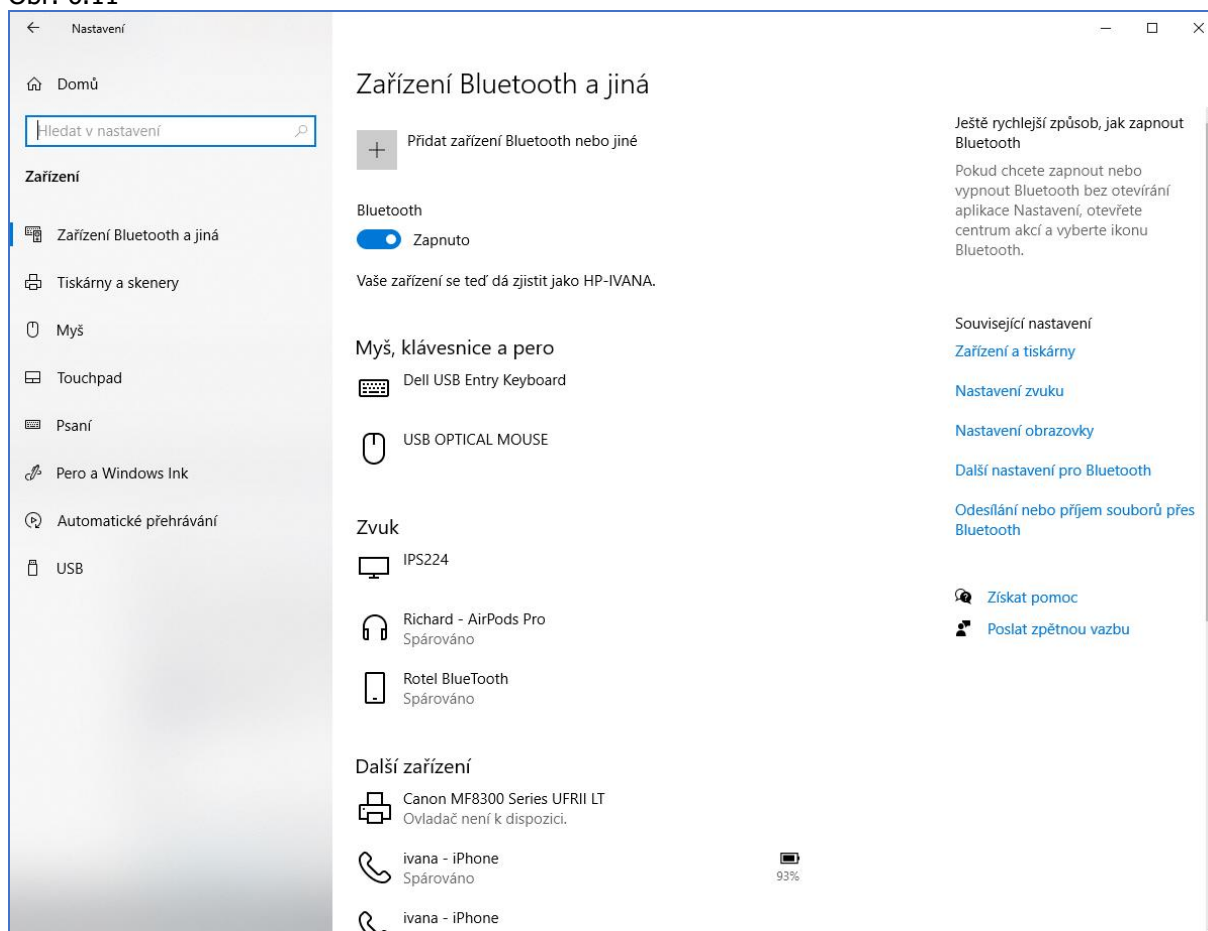 Nastavení
Domů
Hledat v nastavení
Zařízení
Zařízení Bluetooth a jiná
Tiskárny a skenery
Myš
Touchpad
Psaní
Pero a Windows Ink
Automatické přehrávání
USB
Zařízení Bluetooth a jiná
Přidat zařízení Bluetooth nebo jiné
Bluetooth
Zapnuto
Vaše zařízení se teď dá zjistit jako HP-IVANA.
Myš, klávesnice a pero
Dell USB Entry Keyboard
USB OPTICAL MOUSE
Zvuk
IPS224
Richard - AirPods Pro
Spárováno
Rotel BlueTooth
Spárováno
Další zařízení
Canon MF8300 Series UFRII LT
Ovladač není k dispozici.
ivana - iPhone
Spárováno
93%
ivana - iPhone
Ještě rychlejší způsob, jak zapnout
Bluetooth
Pokud chcete zapnout nebo
vypnout Bluetooth bez otevírání
aplikace Nastavení, otevřete
centrum akcí a vyberte ikonu
Bluetooth.
Související nastavení
Zařízení a tiskárny
Nastavení zvuku
Nastavení obrazovky
Další nastavení pro Bluetooth
Odesílání nebo příjem souborů přes
Bluetooth
Získat pomoc
Poslat zpětnou vazbu